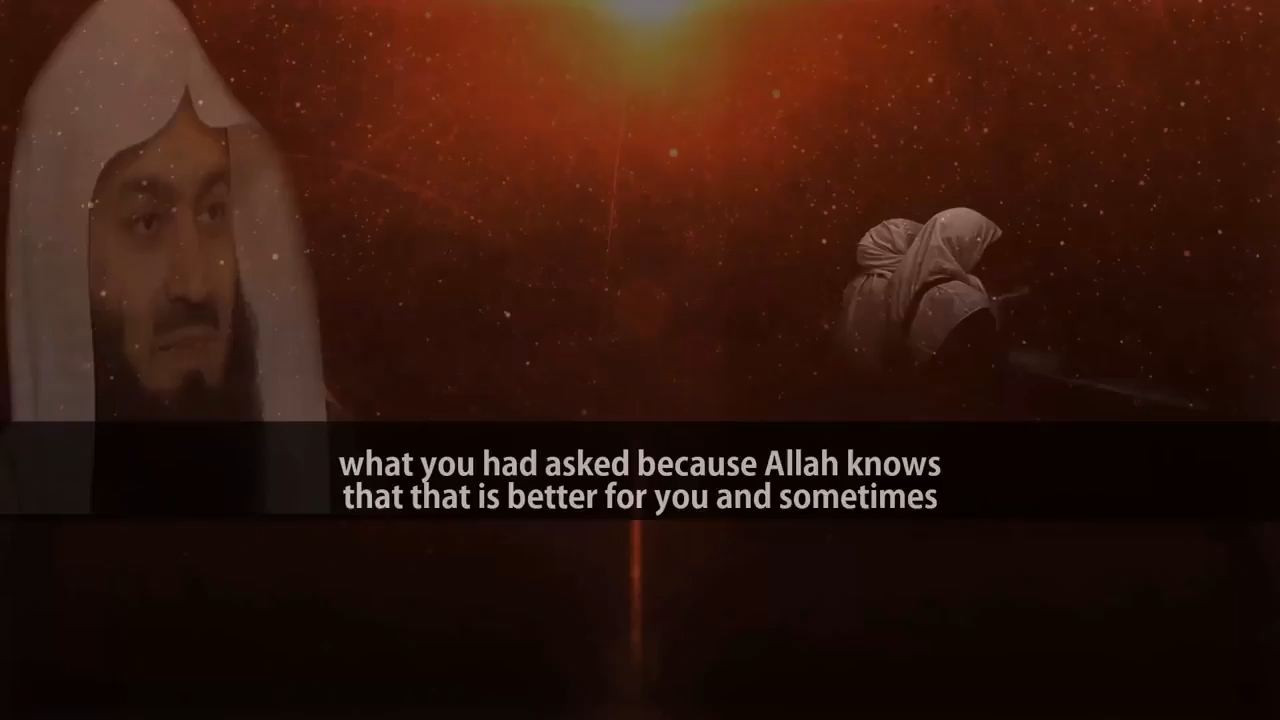 what you had asked because Allah knows
that that is better for you and sometimes